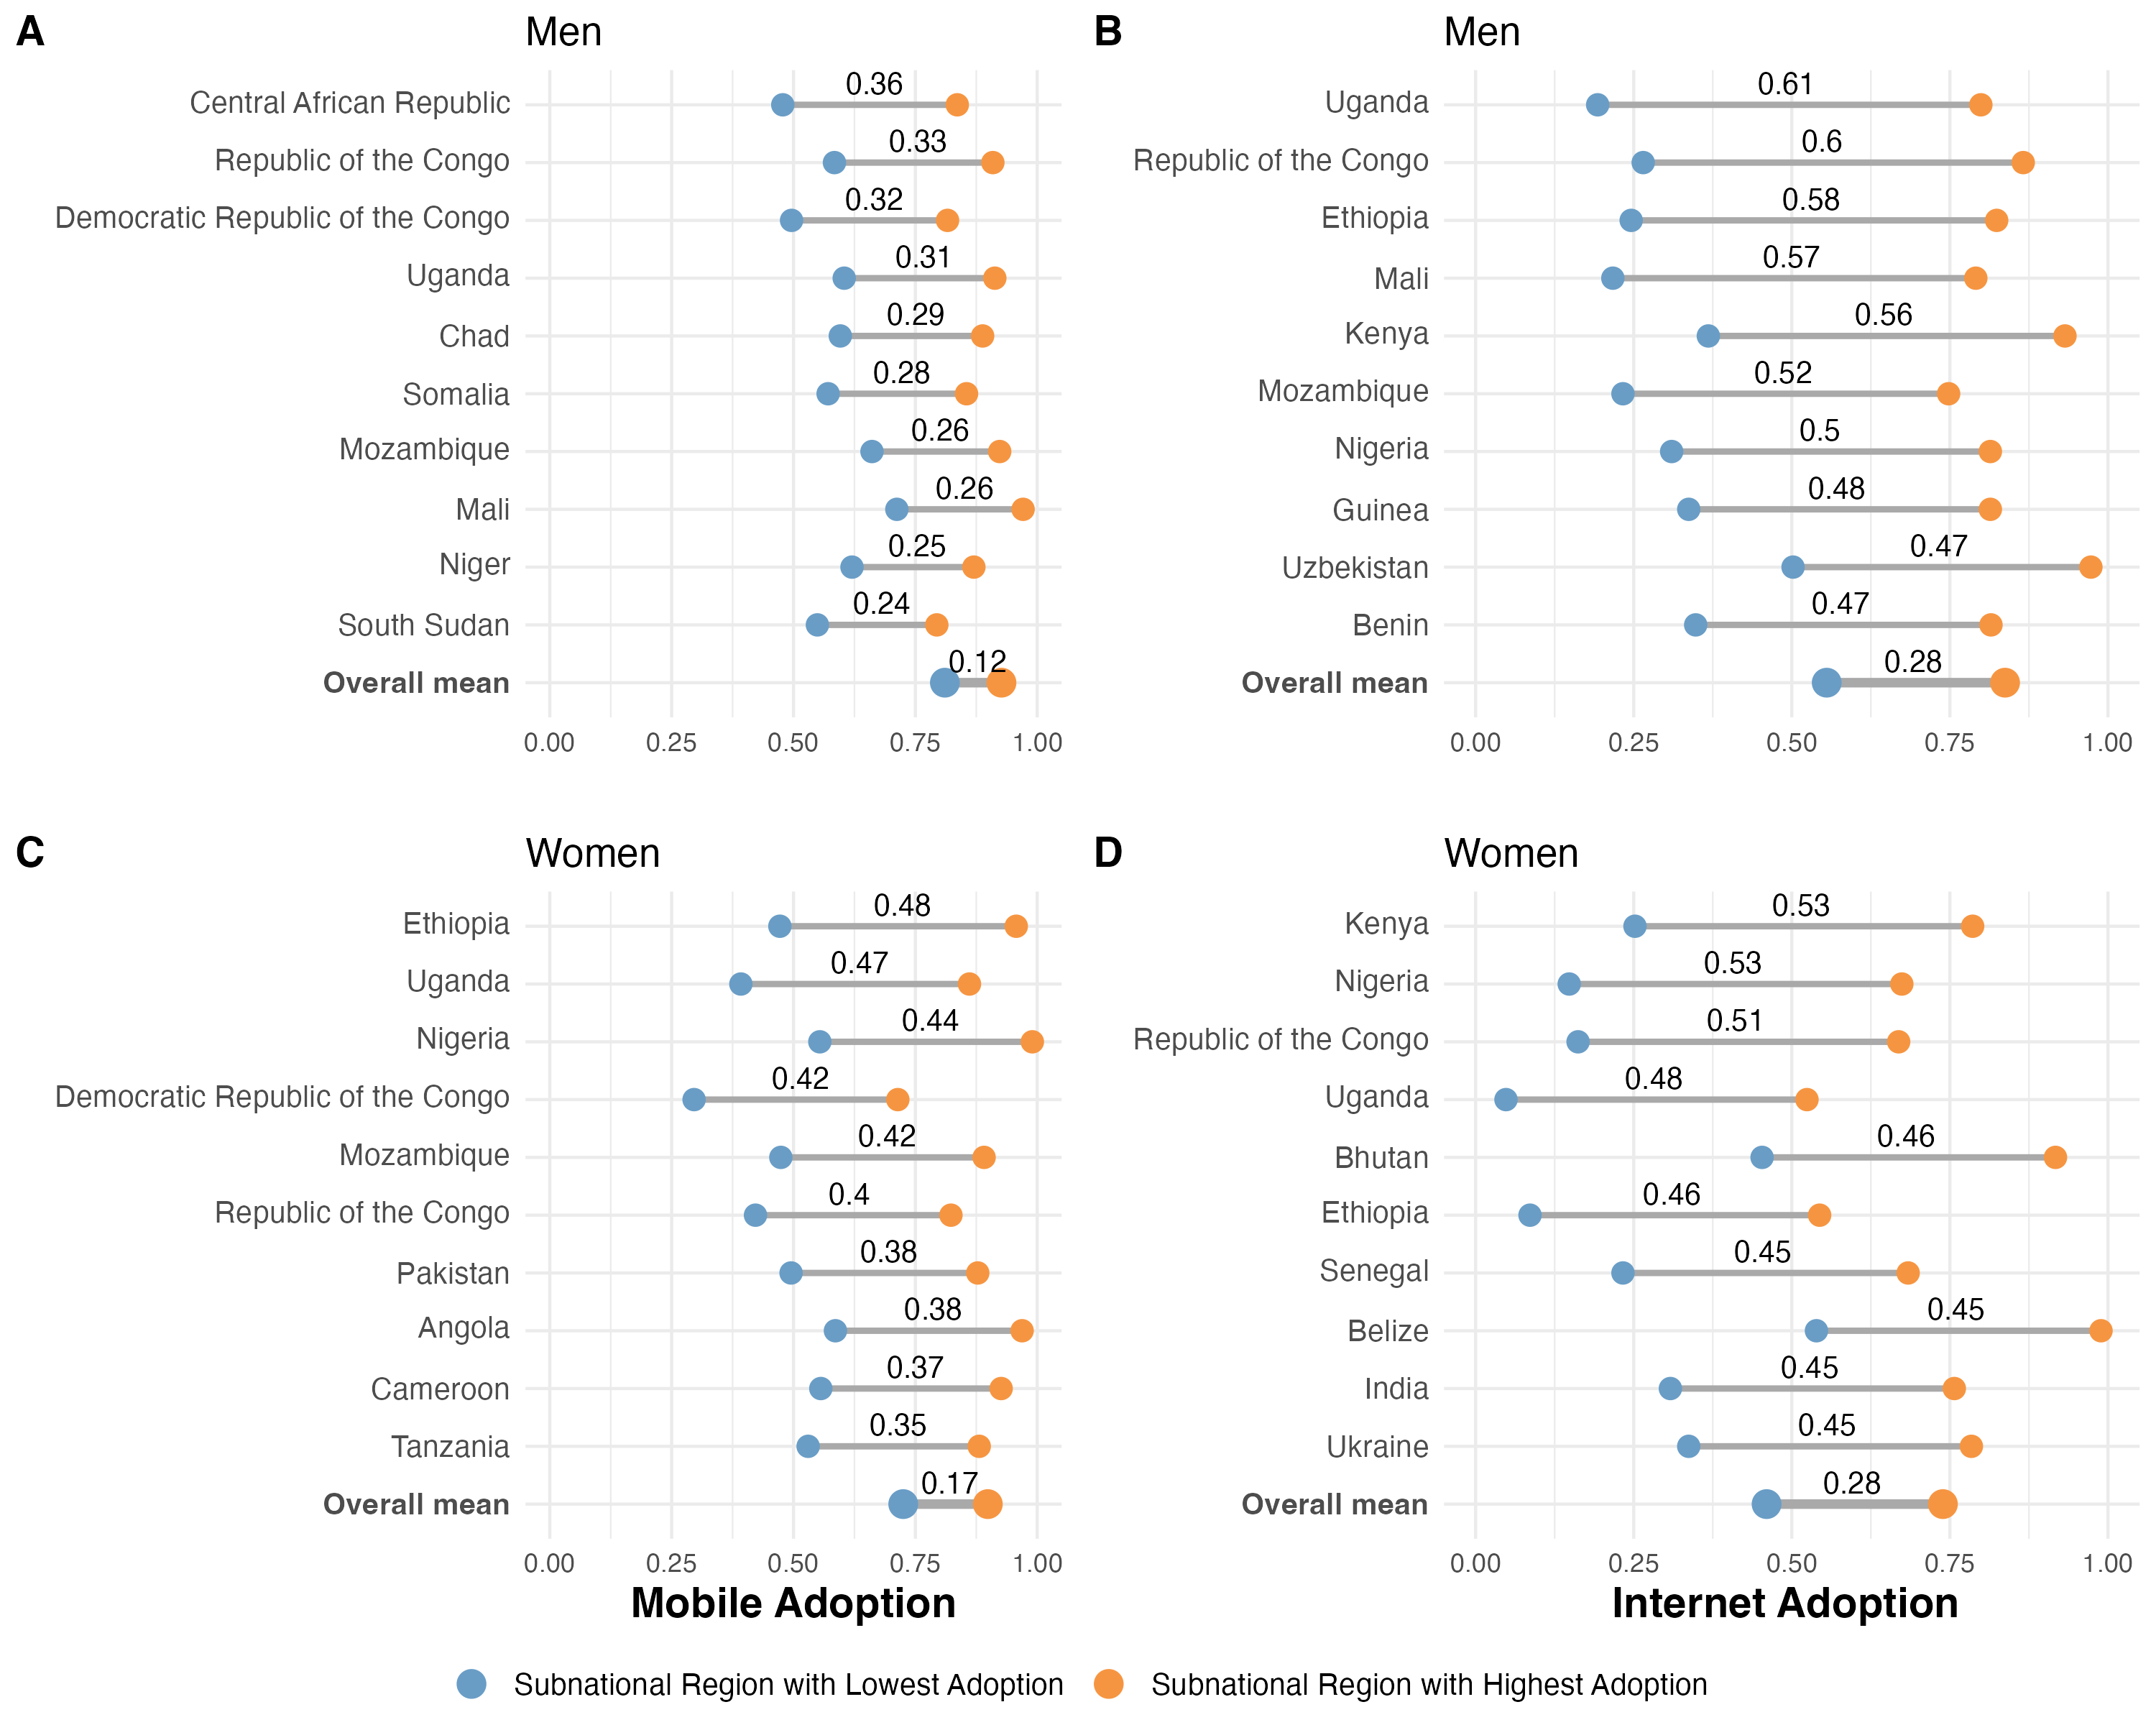 A
Men
Central African Republic
0.36
Republic of the Congo
0.33
Democratic Republic of the Congo
0.32
Uganda
0.31
Chad
0.29
Somalia
0.28
Mozambique
0.26
Mali
0.26
Niger
0.25
South Sudan
0.24
Overall mean
0.12
0.00 0.25 0.50 0.75 1.00
B
Men
Uganda
0.61
Republic of the Congo
0.6
Ethiopia
0.58
Mali
0.57
Kenya
0.56
Mozambique
0.52
Nigeria
0.5
Guinea
0.48
Uzbekistan
0.47
Benin
0.47
Overall mean
0.28
0.00 0.25 0.50 0.75 1.00
C
Women
Ethiopia
0.48
Uganda
0.47
Nigeria
0.44
Democratic Republic of the Congo
0.42
Mozambique
0.42
Republic of the Congo
0.4
Pakistan
0.38
Angola
0.38
Cameroon
0.37
Tanzania
0.35
Overall mean
0.17
0.00 0.25 0.50 0.75 1.00
Mobile Adoption
D
Women
Kenya
0.53
Nigeria
0.53
Republic of the Congo
0.51
Uganda
0.48
Bhutan
0.46
Ethiopia
0.46
Senegal
0.45
Belize
0.45
India
0.45
Ukraine
0.45
Overall mean
0.28
0.00 0.25 0.50 0.75 1.00
Internet Adoption
Subnational Region with Lowest Adoption
Subnational Region with Highest Adoption